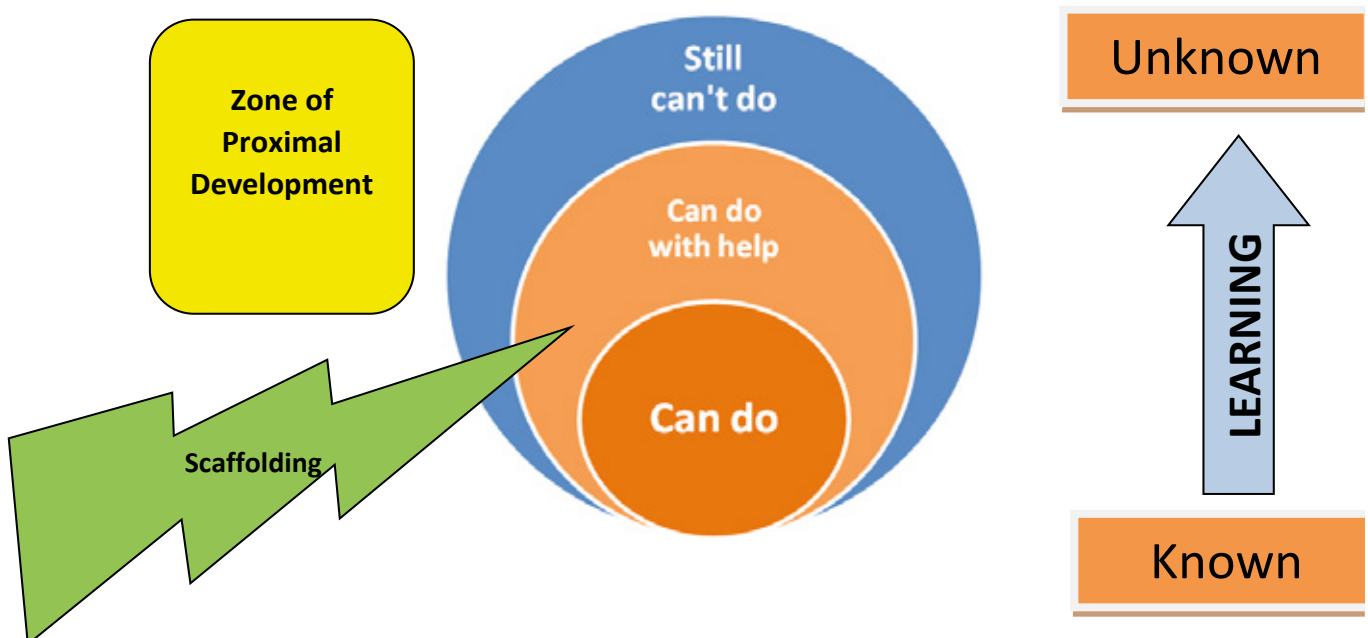 Zone of
Proximal
Development
Still
can't do
Can do
with help
Can do
Scaffolding
Unknown
LEARNING
Known